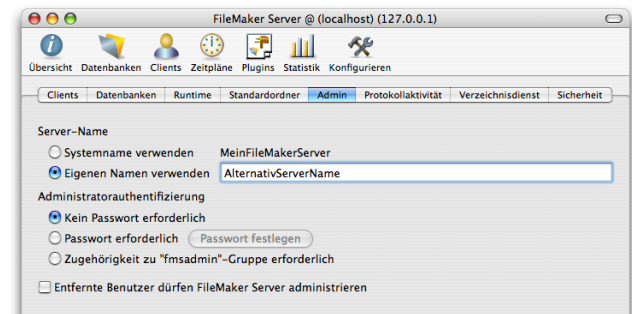 FileMaker Server @ (localhost) (127.0.0.1)
Übersicht Datenbanken Clients Zeitpläne Plugins Statistik Konfigurieren
Clients Datenbanken Runtime Standardordner Admin Protokollaktivität Verzeichnisdienst Sicherheit
Server-Name
Systemname verwenden MeinFileMakerServer
Eigenen Namen verwenden AlternativServerName
Administratorauthentifizierung
Kein Passwort erforderlich
Passwort erforderlich Passwort festlegen
Zugehörigkeit zu "fmsadmin"-Gruppe erforderlich
Entfernte Benutzer dürfen FileMaker Server administrieren